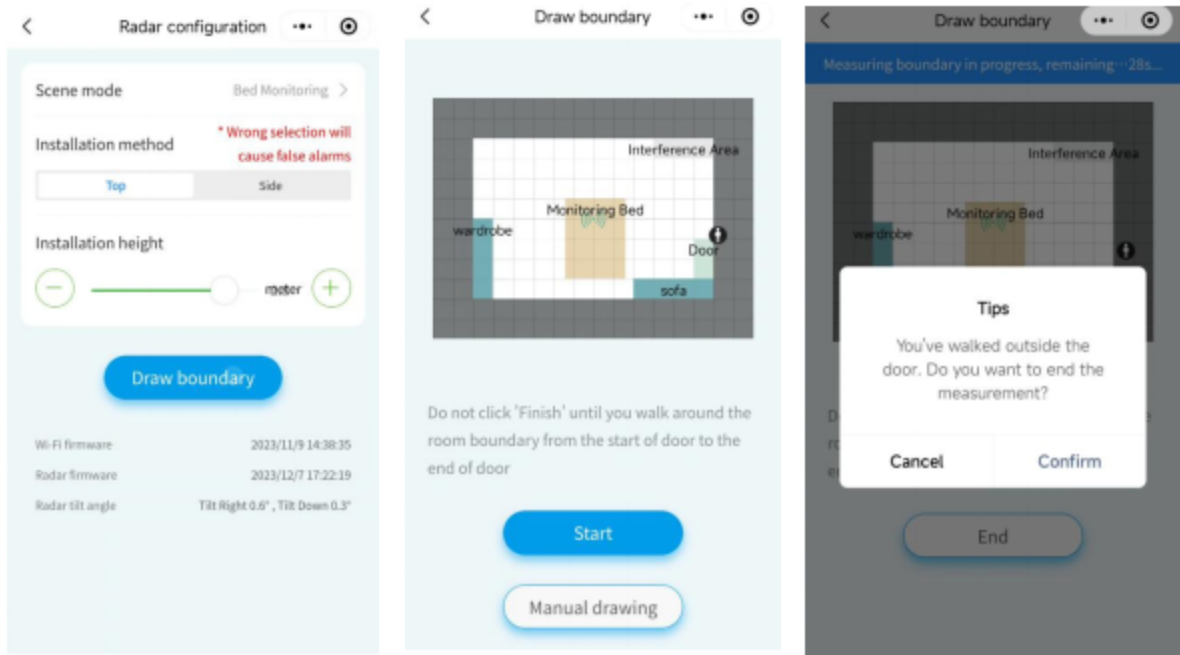 Radar configuration
Scene mode
Bed Monitoring
Installation method
* Wrong selection will
cause false alarms
Top
Side
Installation height
meter
Draw boundary
Wi-Fi firmware
2023/11/9 14:38:35
Radar firmware
2023/12/7 17:22:19
Radar tilt angle
Tilt Right 0.6°, Tilt Down 0.3°
Draw boundary
Interference Area
Monitoring Bed
wardrobe
Door
sofa
Do not click 'Finish' until you walk around the
room boundary from the start of door to the
end of door
Start
Manual drawing
Draw boundary
Measuring boundary in progress, remaining···28s...
Interference Area
Monitoring Bed
wardrobe
Tips
You've walked outside the
door. Do you want to end the
measurement?
Cancel
Confirm
End